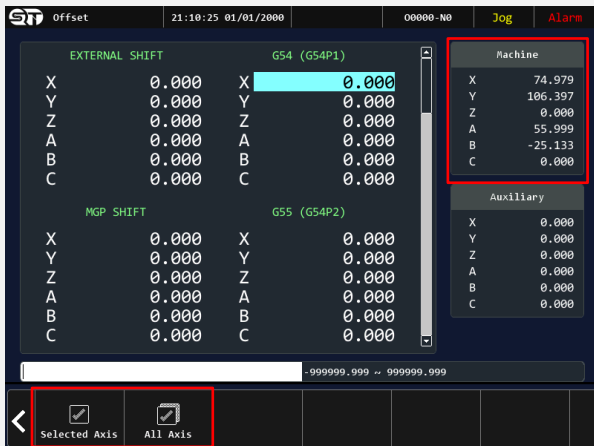 Offset 21:10:25 01/01/2000 O0000-N0 Jog Alarm
EXTERNAL SHIFT
X 0.000
Y 0.000
Z 0.000
A 0.000
B 0.000
C 0.000
G54 (G54P1)
X 0.000
Y 0.000
Z 0.000
A 0.000
B 0.000
C 0.000
MGP SHIFT
X 0.000
Y 0.000
Z 0.000
A 0.000
B 0.000
C 0.000
G55 (G54P2)
X 0.000
Y 0.000
Z 0.000
A 0.000
B 0.000
C 0.000
Machine
X 74.979
Y 106.397
Z 0.000
A 55.999
B -25.133
C 0.000
Auxiliary
X 0.000
Y 0.000
Z 0.000
A 0.000
B 0.000
C 0.000
-999999.999 ~ 999999.999
Selected Axis All Axis